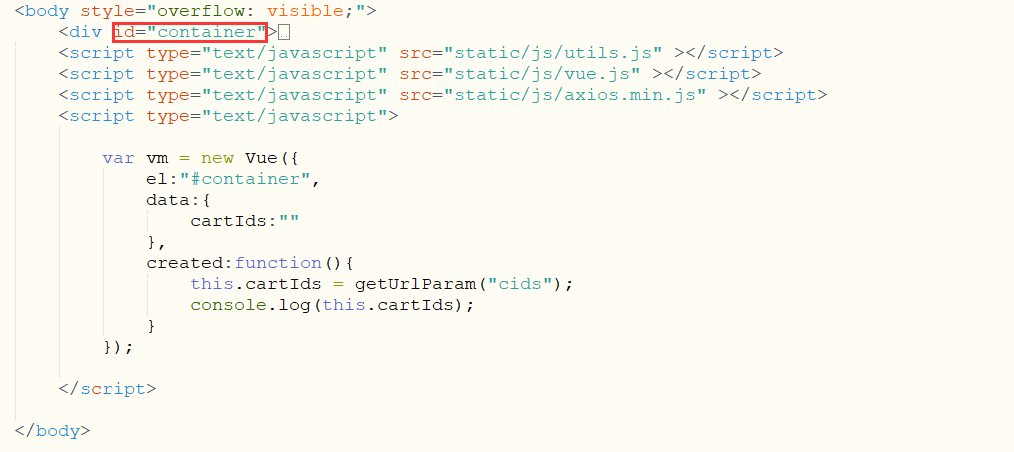 <body style="overflow: visible;">
<div id="container">
<script type="text/javascript" src="static/js/utils.js" ></script>
<script type="text/javascript" src="static/js/vue.js" ></script>
<script type="text/javascript" src="static/js/axios.min.js" ></script>
<script type="text/javascript">
var vm = new Vue({
el:"#container",
data:{
cartIds:""
},
created:function(){
this.cartIds = getUrlParam("cids");
console.log(this.cartIds);
}
});
</script>
</body>